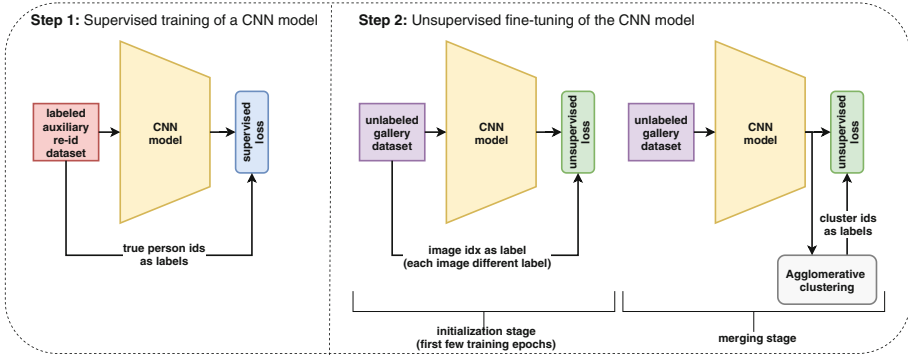 Step 1: Supervised training of a CNN model
labeled
auxiliary
re-id
dataset
CNN
model
supervised
loss
true person ids
as labels
Step 2: Unsupervised fine-tuning of the CNN model
unlabeled
gallery
dataset
CNN
model
unsupervised
loss
image idx as label
(each image different label)
initialization stage
(first few training epochs)
unlabeled
gallery
dataset
CNN
model
unsupervised
loss
cluster ids
as labels
Agglomerative
clustering
merging stage